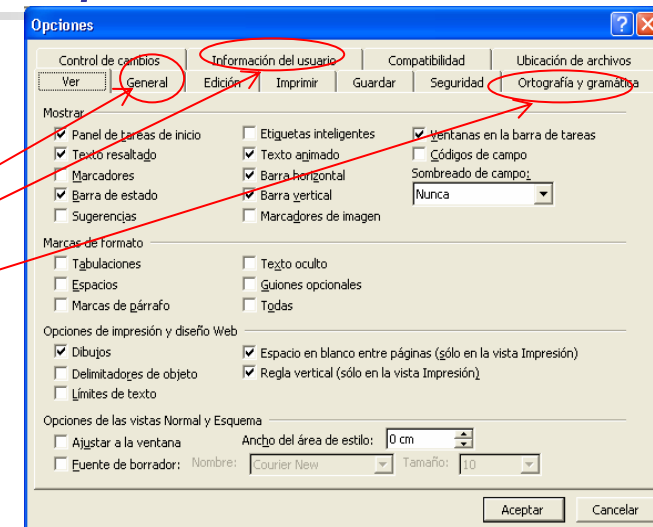 Opciones
Control de cambios Información del usuario Compatibilidad Ubicación de archivos
Ver General Edición Imprimir Guardar Seguridad Ortografía y gramática
Mostrar
Panel de tareas de inicio Etiquetas inteligentes Ventanas en la barra de tareas
Texto resaltado Texto animado Códigos de campo
Marcadores Barra horizontal Sombreado de campo:
Barra de estado Barra vertical Nunca
Sugerencias Marcadores de imagen
Marcas de formato
Tabulaciones Texto oculto
Espacios Guiones opcionales
Marcas de párrafo Todas
Opciones de impresión y diseño Web
Dibujos Espacio en blanco entre páginas (sólo en la vista Impresión)
Delimitadores de objeto Regla vertical (sólo en la vista Impresión)
Límites de texto
Opciones de las vistas Normal y Esquema
Ajustar a la ventana Ancho del área de estilo: 0 cm
Fuente de borrador: Nombre: Courier New Tamaño: 10
Aceptar Cancelar